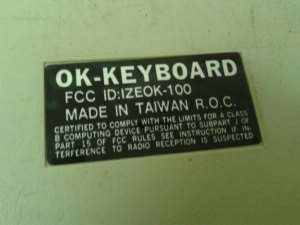 OK-KEYBOARD
FCC ID:IZEOK-100
MADE IN TAIWAN R.O.C.
CERTIFIED TO COMPLY WITH THE LIMITS FOR A CLASS
B COMPUTING DEVICE PURSUANT TO SUBPART J OF
PART 15 OF FCC RULES SEE INSTRUCTION IF IN-
TERFERENCE TO RADIO RECEPTION IS SUSPECTED